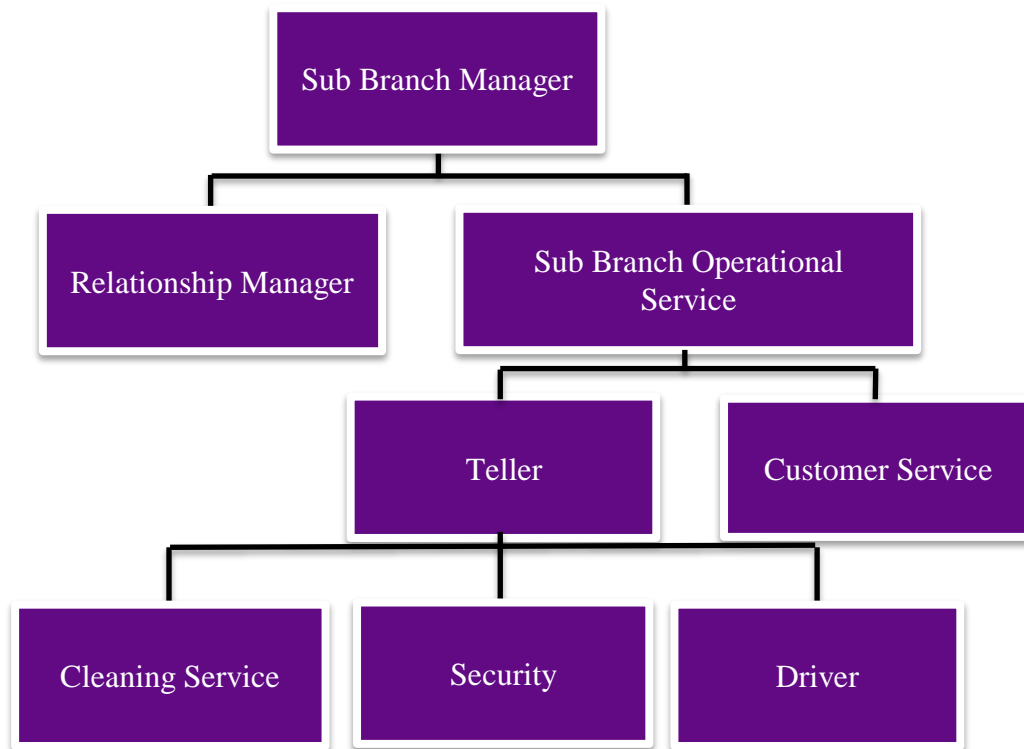 Sub Branch Manager
Relationship Manager
Sub Branch Operational
Service
Teller
Customer Service
Cleaning Service
Security
Driver